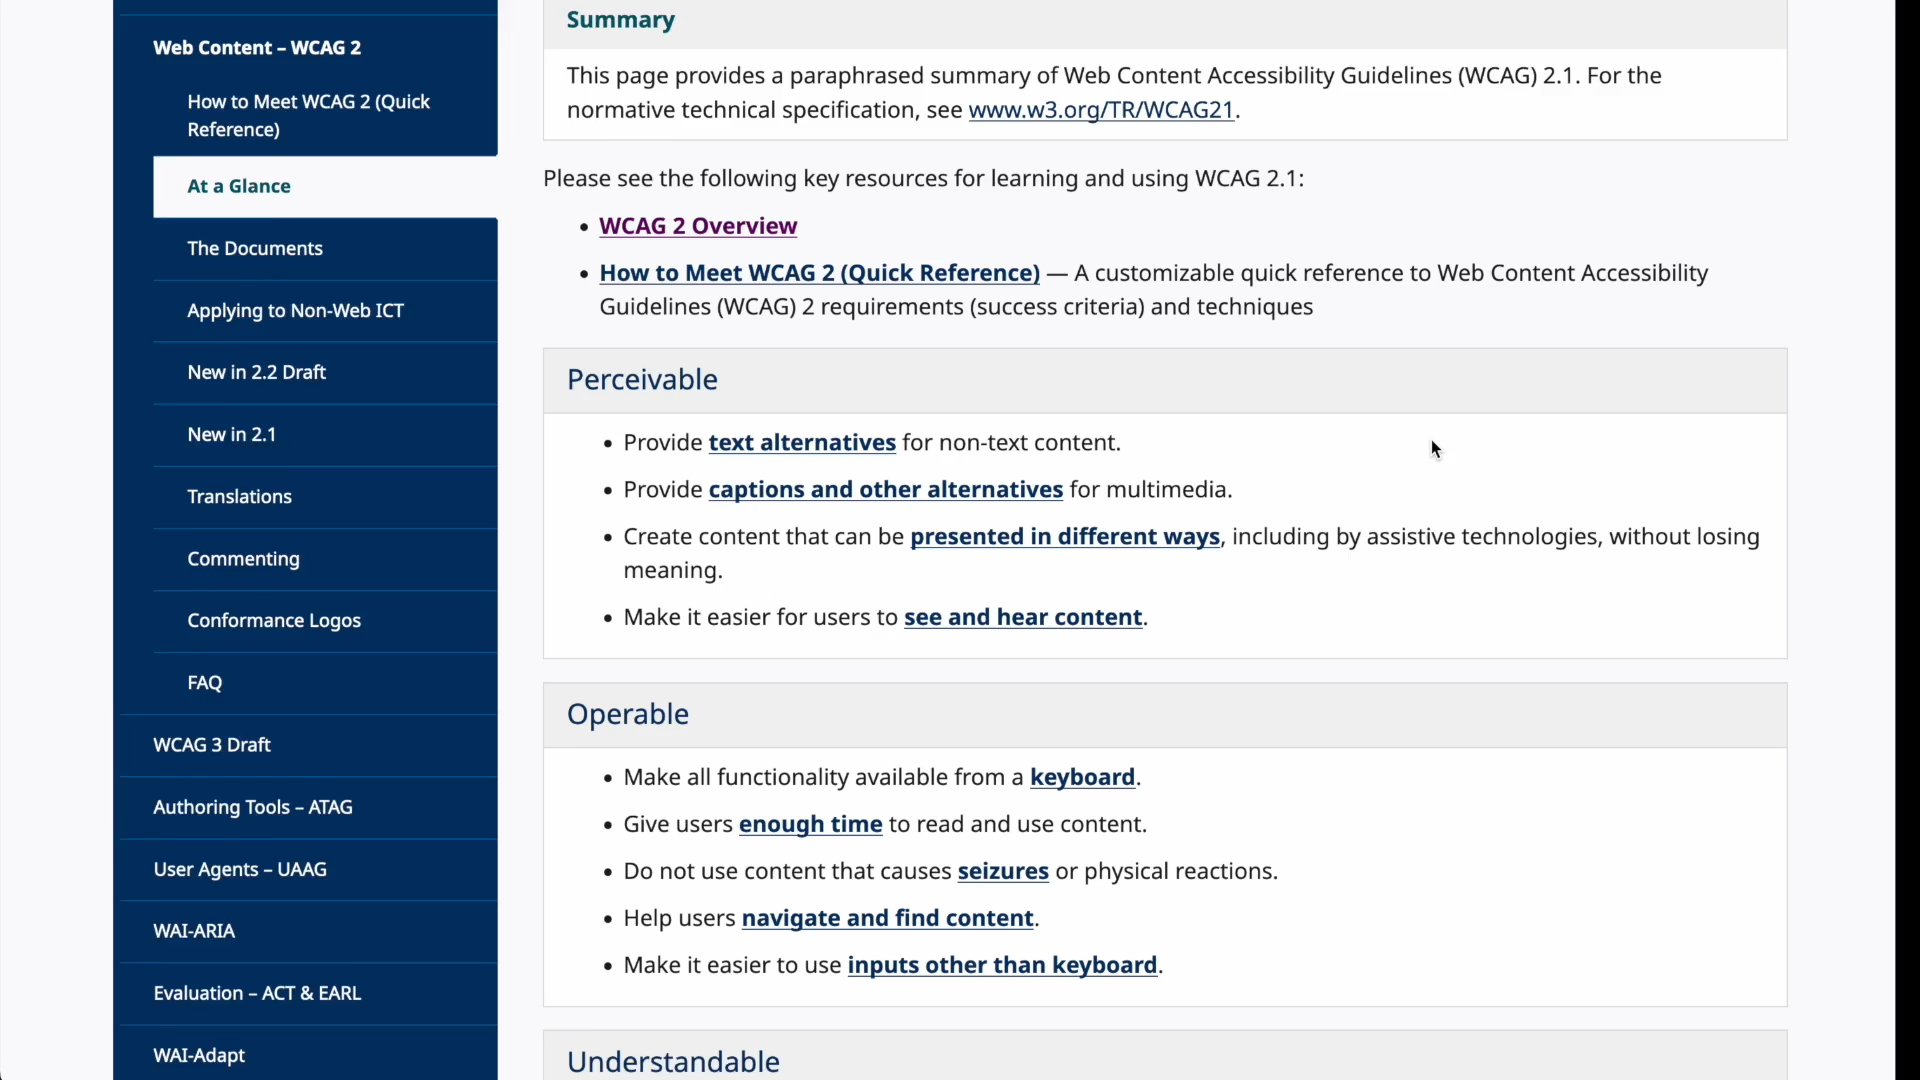 Web Content – WCAG 2
How to Meet WCAG 2 (Quick
Reference)
At a Glance
The Documents
Applying to Non-Web ICT
New in 2.2 Draft
New in 2.1
Translations
Commenting
Conformance Logos
FAQ
WCAG 3 Draft
Authoring Tools – ATAG
User Agents – UAAG
WAI-ARIA
Evaluation – ACT & EARL
WAI-Adapt
Summary
This page provides a paraphrased summary of Web Content Accessibility Guidelines (WCAG) 2.1. For the
normative technical specification, see www.w3.org/TR/WCAG21.
Please see the following key resources for learning and using WCAG 2.1:
• WCAG 2 Overview
• How to Meet WCAG 2 (Quick Reference) — A customizable quick reference to Web Content Accessibility
Guidelines (WCAG) 2 requirements (success criteria) and techniques
Perceivable
• Provide text alternatives for non-text content.
• Provide captions and other alternatives for multimedia.
• Create content that can be presented in different ways, including by assistive technologies, without losing
meaning.
• Make it easier for users to see and hear content.
Operable
• Make all functionality available from a keyboard.
• Give users enough time to read and use content.
• Do not use content that causes seizures or physical reactions.
• Help users navigate and find content.
• Make it easier to use inputs other than keyboard.
Understandable